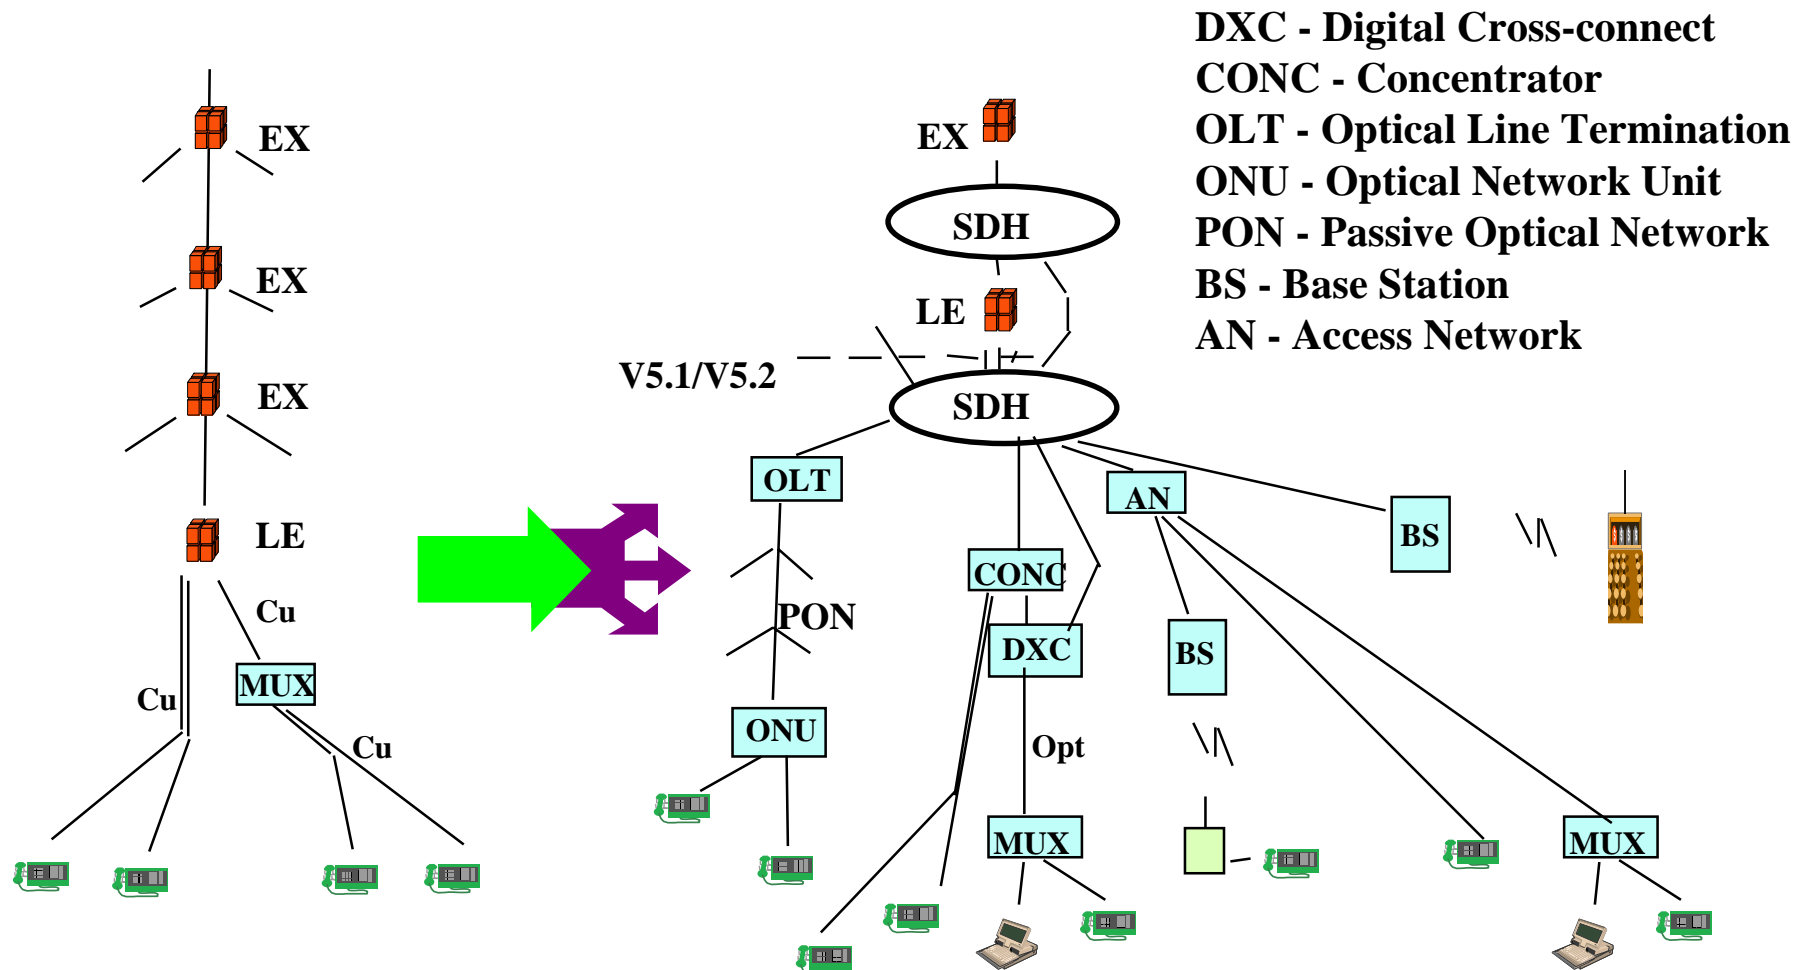 DXC - Digital Cross-connect
CONC - Concentrator
OLT - Optical Line Termination
ONU - Optical Network Unit
PON - Passive Optical Network
BS - Base Station
AN - Access Network
EX
EX
EX
LE
Cu
Cu
MUX
Cu
EX
SDH
LE
V5.1/V5.2
SDH
OLT
PON
ONU
CONC
DXC
Opt
MUX
AN
BS
BS
MUX